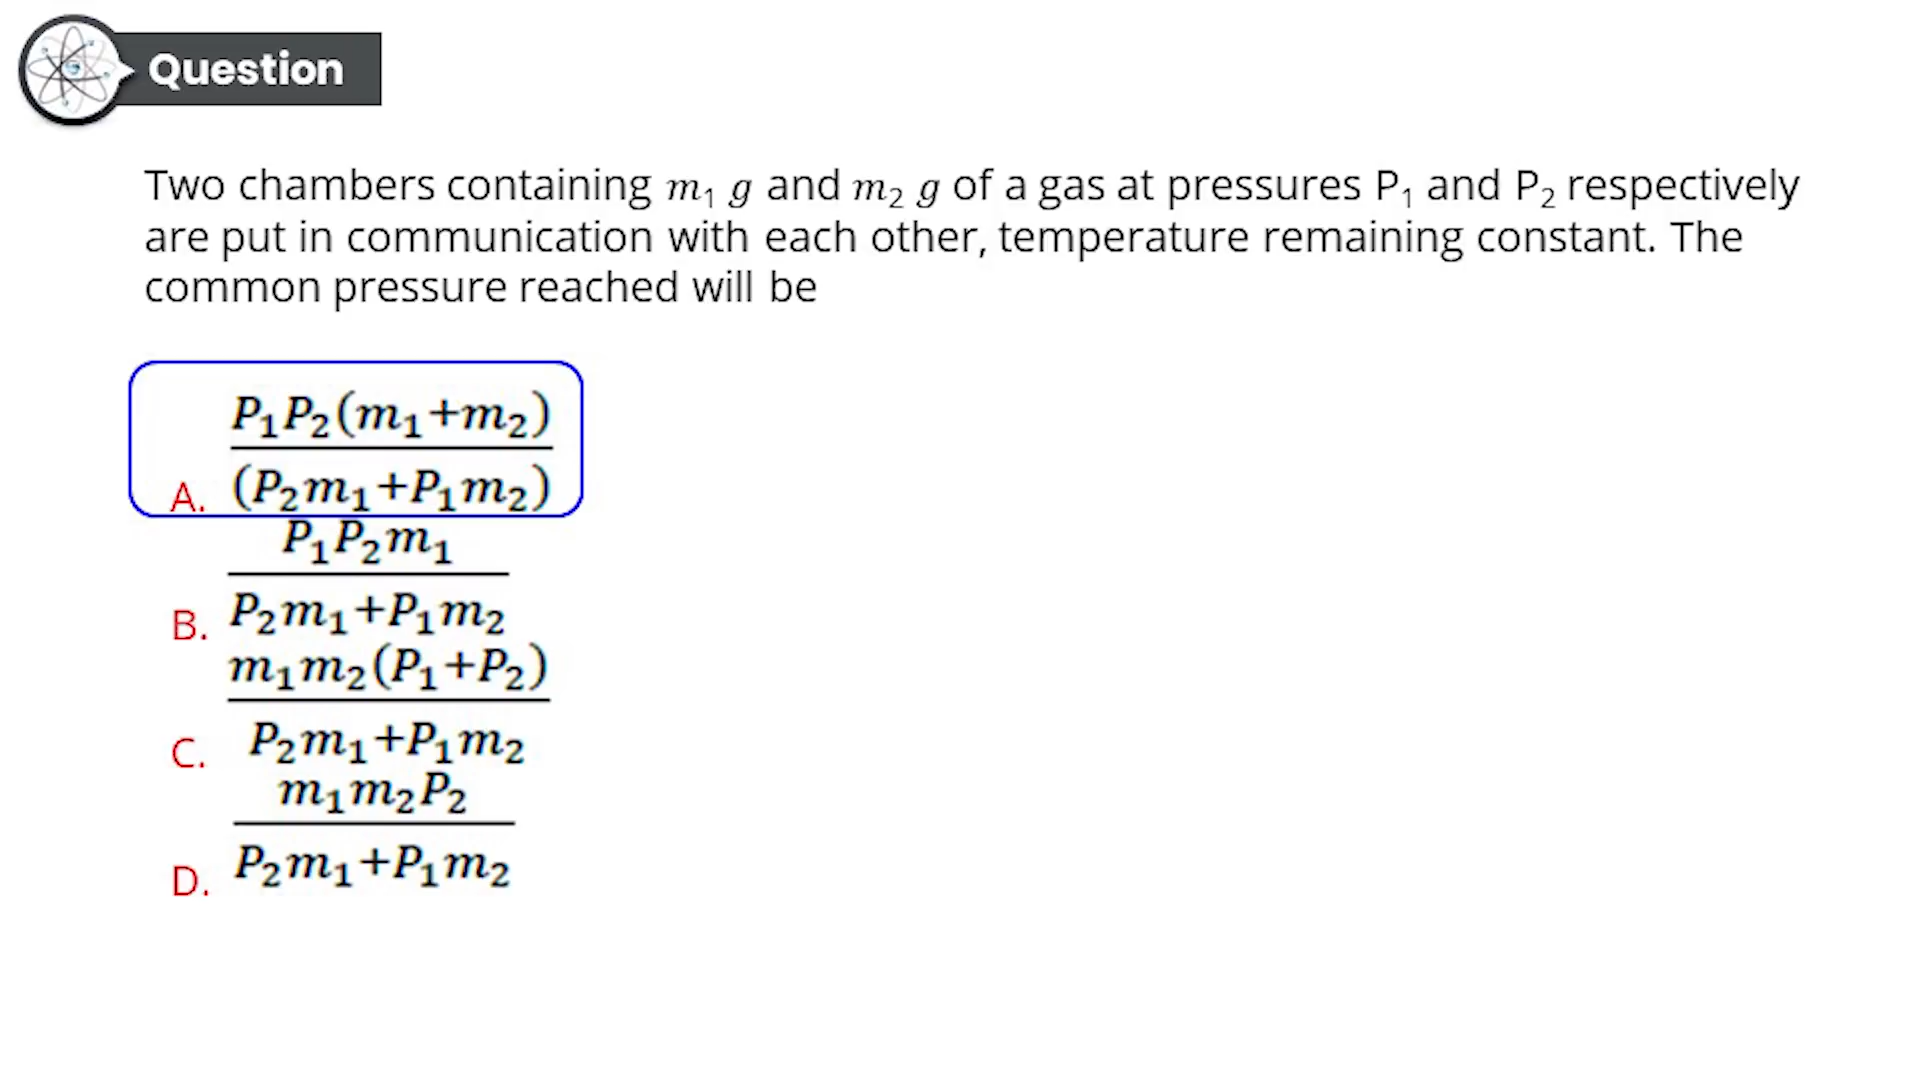 Question
Two chambers containing m₁ g and m₂ g of a gas at pressures P₁ and P₂ respectively
are put in communication with each other, temperature remaining constant. The
common pressure reached will be
P₁P₂(m₁+m₂)
A. (P₂m₁+P₁m₂)
P₁P₂m₁
B. P₂m₁+P₁m₂
m₁m₂(P₁+P₂)
C. P₂m₁+P₁m₂
m₁m₂P₂
D. P₂m₁+P₁m₂